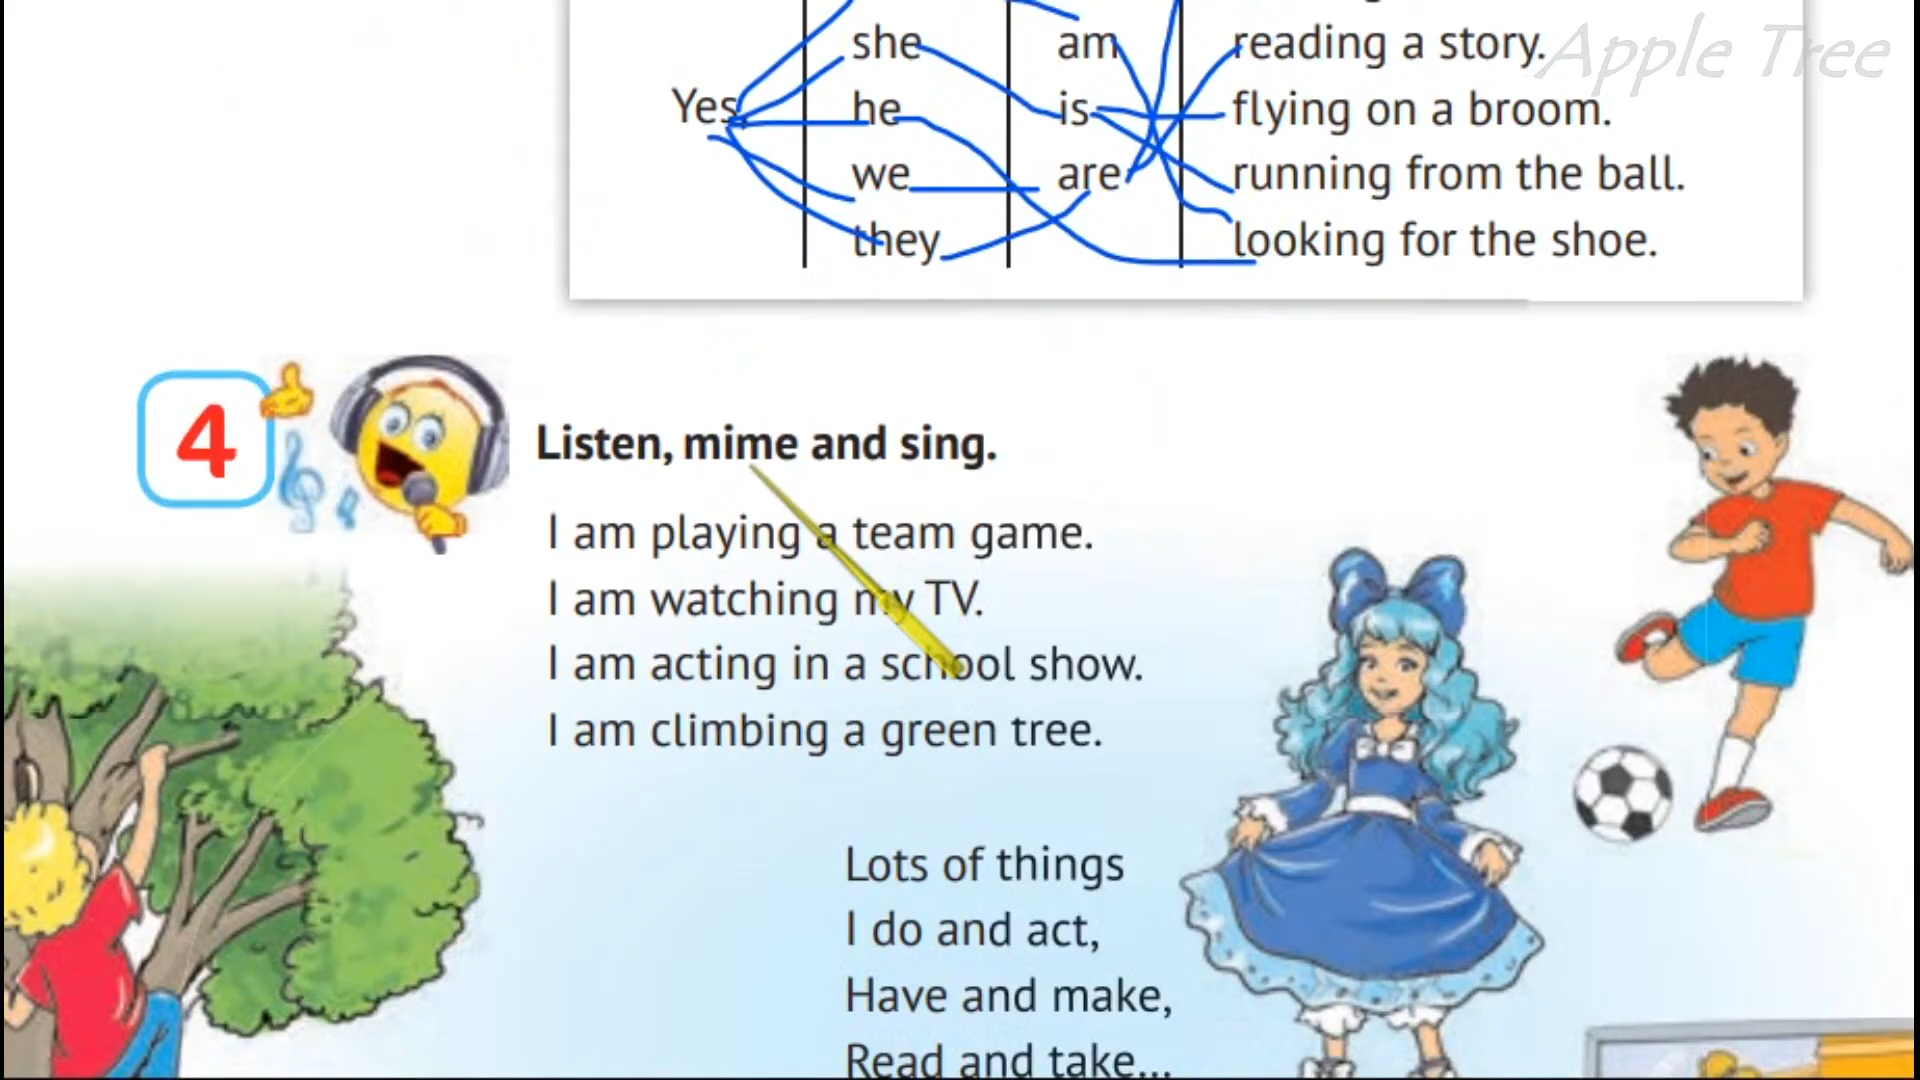 she am reading a story.
Apple Tree
Yes, he is flying on a broom.
we are running from the ball.
they looking for the shoe.
4
Listen, mime and sing.
I am playing a team game.
I am watching my TV.
I am acting in a school show.
I am climbing a green tree.
Lots of things
I do and act,
Have and make,
Read and take...